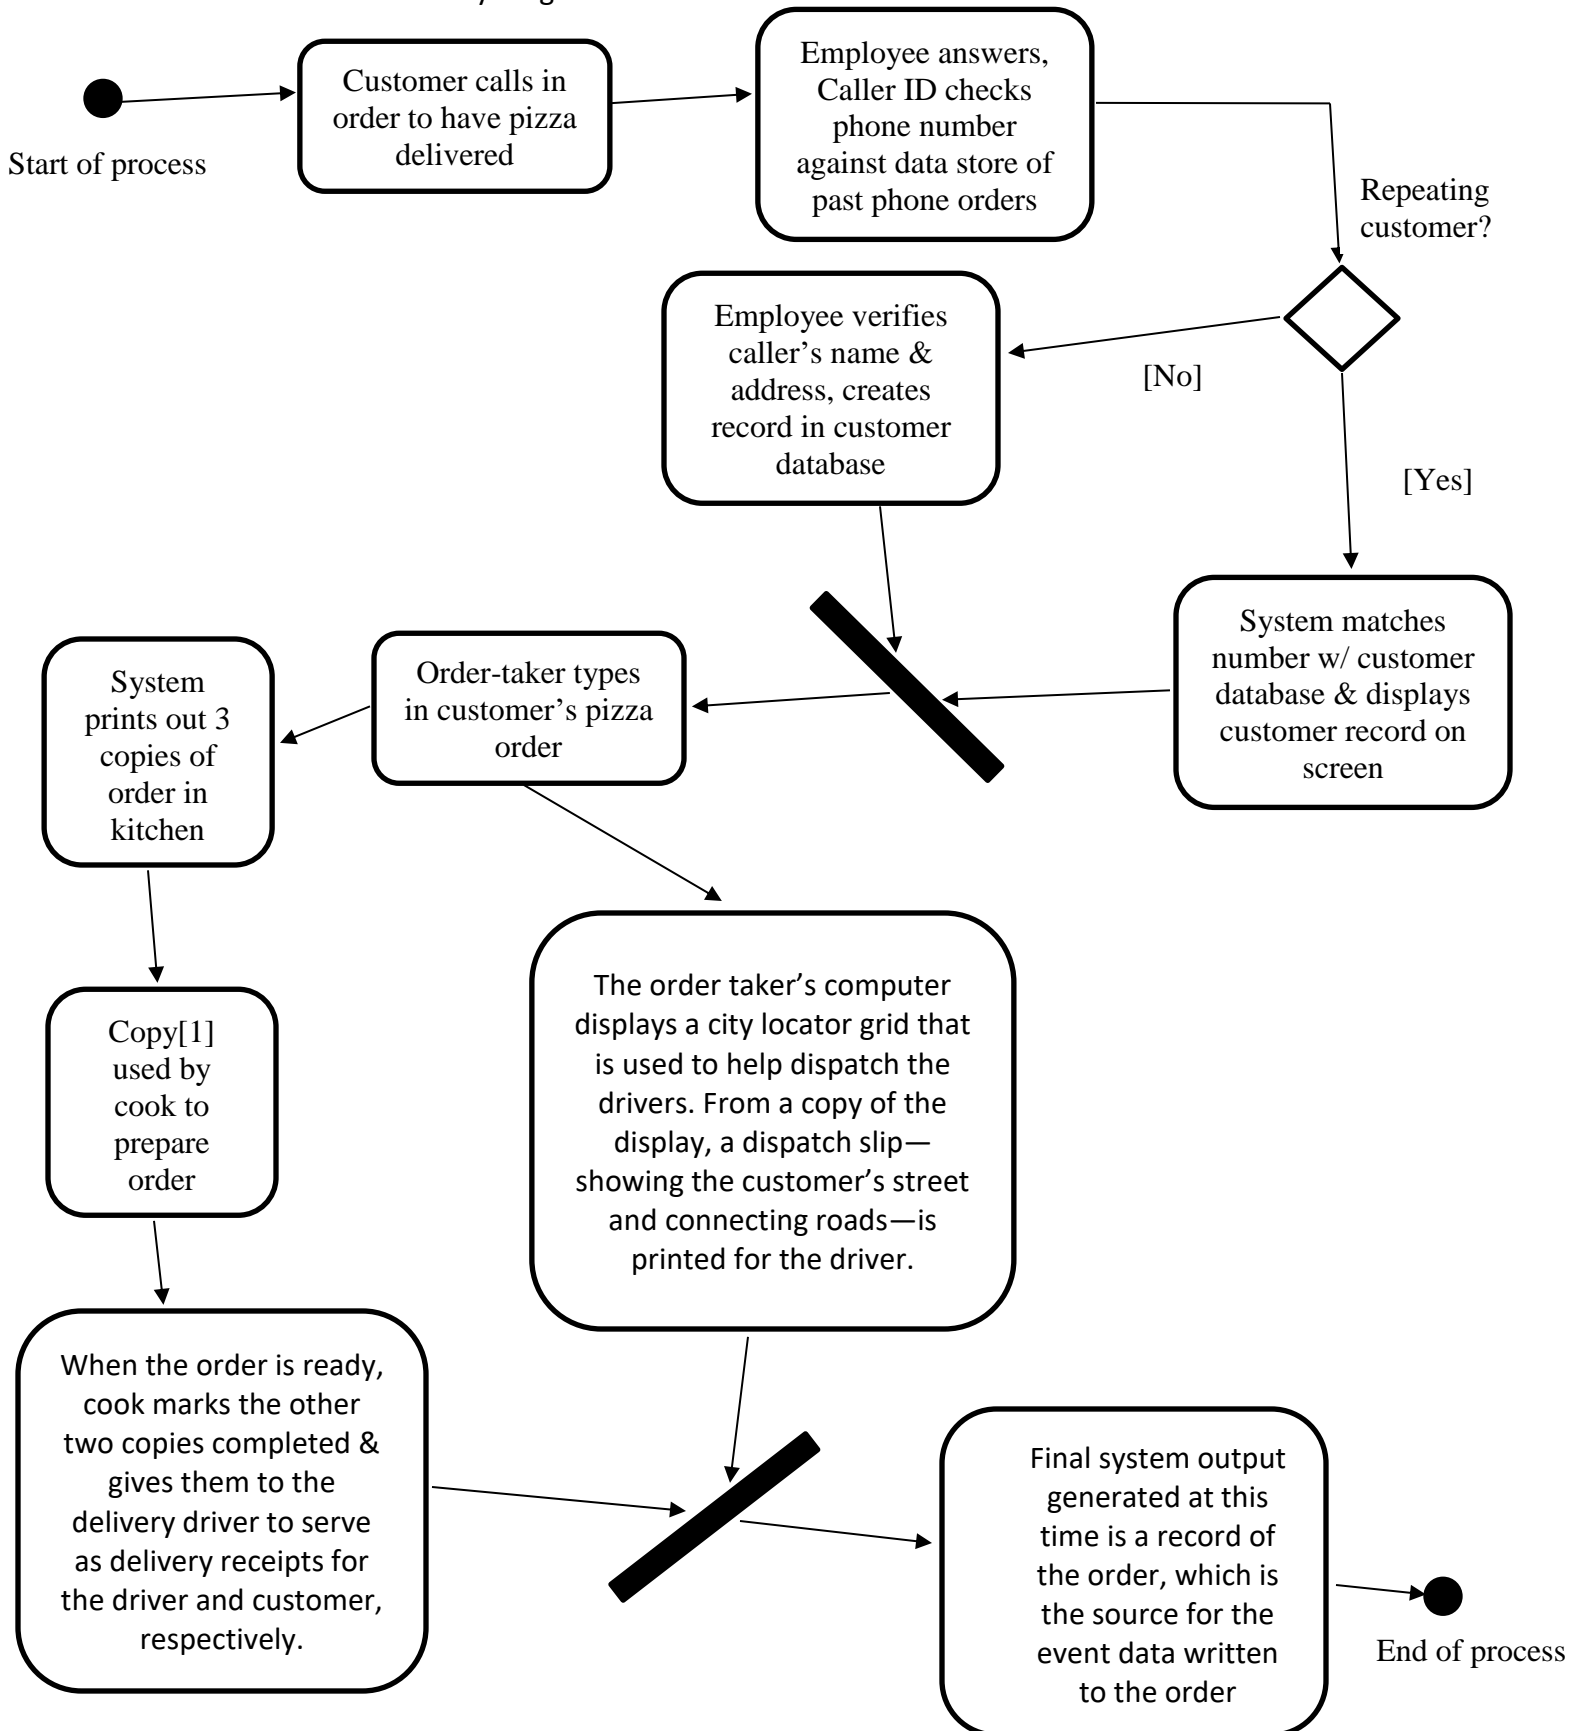 Start of process
Customer calls in
order to have pizza
delivered
Employee answers,
Caller ID checks
phone number
against data store of
past phone orders
Repeating
customer?
Employee verifies
caller’s name &
address, creates
record in customer
database
[No]
[Yes]
System matches
number w/ customer
database & displays
customer record on
screen
Order-taker types
in customer’s pizza
order
System
prints out 3
copies of
order in
kitchen
Copy[1]
used by
cook to
prepare
order
The order taker’s computer
displays a city locator grid that
is used to help dispatch the
drivers. From a copy of the
display, a dispatch slip—
showing the customer’s street
and connecting roads—is
printed for the driver.
When the order is ready,
cook marks the other
two copies completed &
gives them to the
delivery driver to serve
as delivery receipts for
the driver and customer,
respectively.
Final system output
generated at this
time is a record of
the order, which is
the source for the
event data written
to the order
End of process